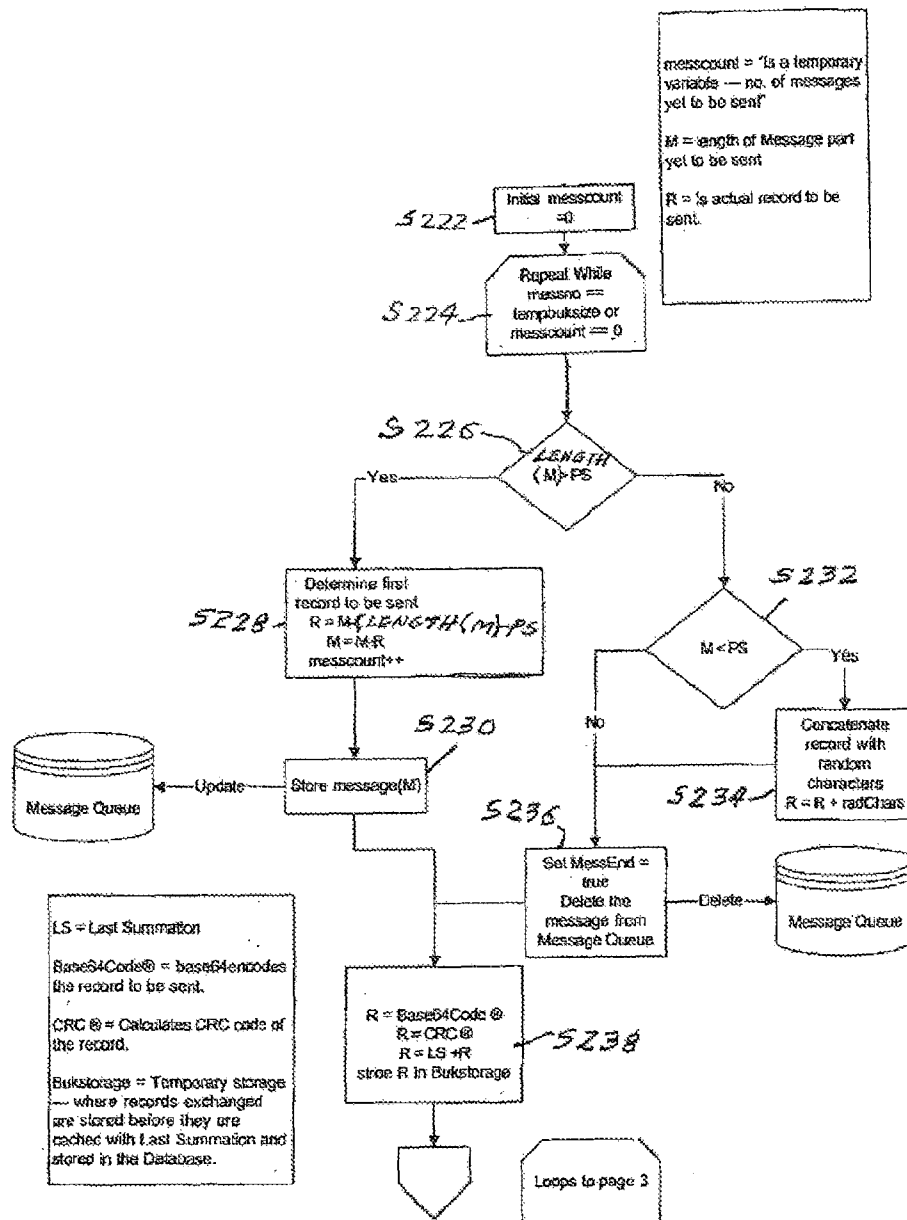 messcount = "Is a temporary
variable — no. of messages
yet to be sent"
M = length of Message part
yet to be sent
R = is actual record to be
sent.
S222
Initial messcount
=0
S224
Repeat While
messno ==
tempbuksize or
messcount == 0
S226
LENGTH
(M)>PS
Yes
No
S228
Determine first
record to be sent
R = M-(LENGTH(M)-PS
M=M-R
messcount++
S232
M<PS
Yes
No
S230
Store message(M)
Update
Message Queue
S234
Concatenate
record with
random
characters
R = R + radChars
S236
Set MessEnd =
true
Delete the
message from
Message Queue
Delete
Message Queue
LS = Last Summation
Base64Code® = base64encodes
the record to be sent.
CRC ® = Calculates CRC code of
the record.
Bukstorage = Temporary storage
— where records exchanged
are stored before they are
cached with Last Summation and
stored in the Database.
R = Base64Code ®
R = CRC ®
R = LS +R
stroe R in Bukstorage
S238
Loops to page 3